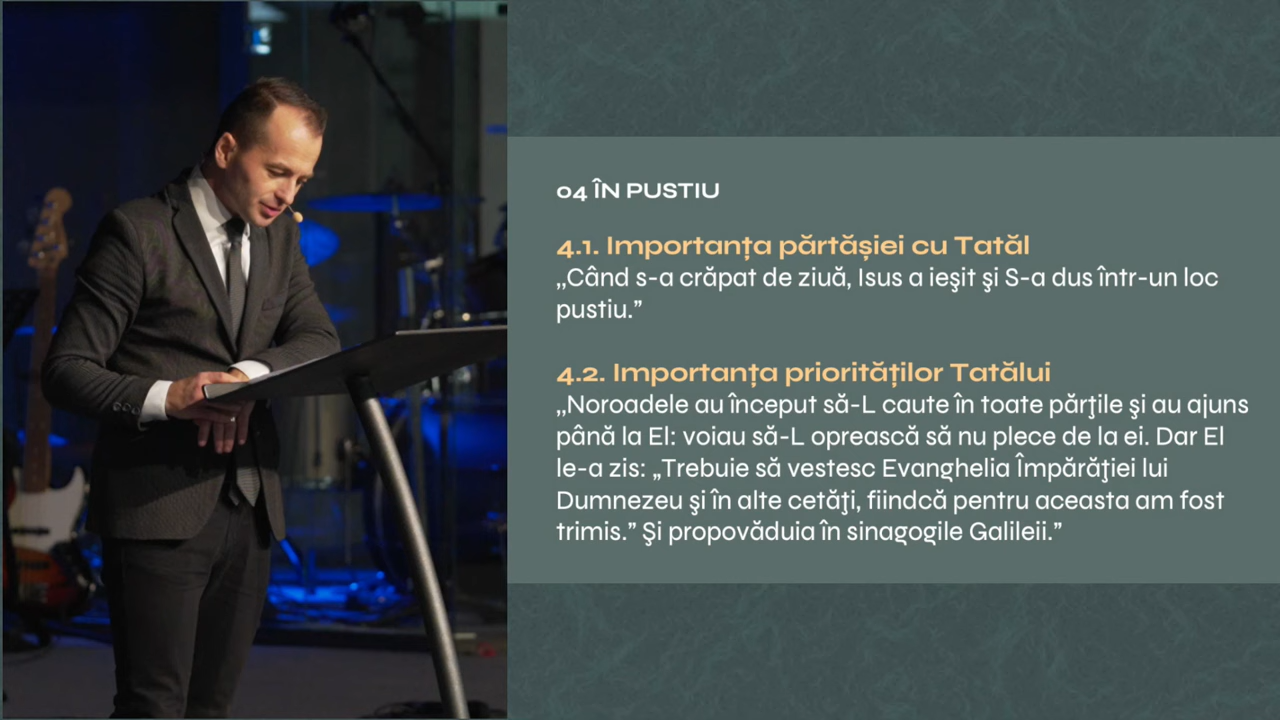 04 ÎN PUSTIU
4.1. Importanța părtășiei cu Tatăl
„Când s-a crăpat de ziuă, Isus a ieşit şi S-a dus într-un loc
pustiu.”
4.2. Importanța priorităților Tatălui
„Noroadele au început să-L caute în toate părţile şi au ajuns
până la El: voiau să-L oprească să nu plece de la ei. Dar El
le-a zis: „Trebuie să vestesc Evanghelia Împărăţiei lui
Dumnezeu şi în alte cetăţi, fiindcă pentru aceasta am fost
trimis.” Şi propovăduia în sinagogile Galileii.”